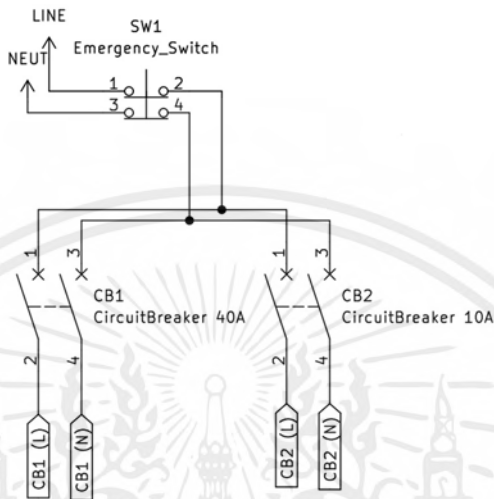 LINE
SW1
Emergency_Switch
NEUT
1 2
3 4
1 3 1 3
CB1
CircuitBreaker 40A
CB2
CircuitBreaker 10A
2 4 2 4
CB1 (L)
CB1 (N)
CB2 (L)
CB2 (N)